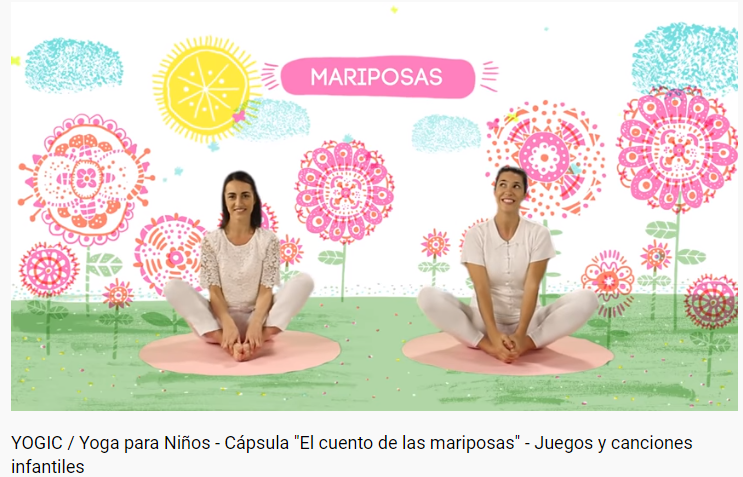 MARIPOSAS
YOGIC / Yoga para Niños - Cápsula "El cuento de las mariposas" - Juegos y canciones
infantiles